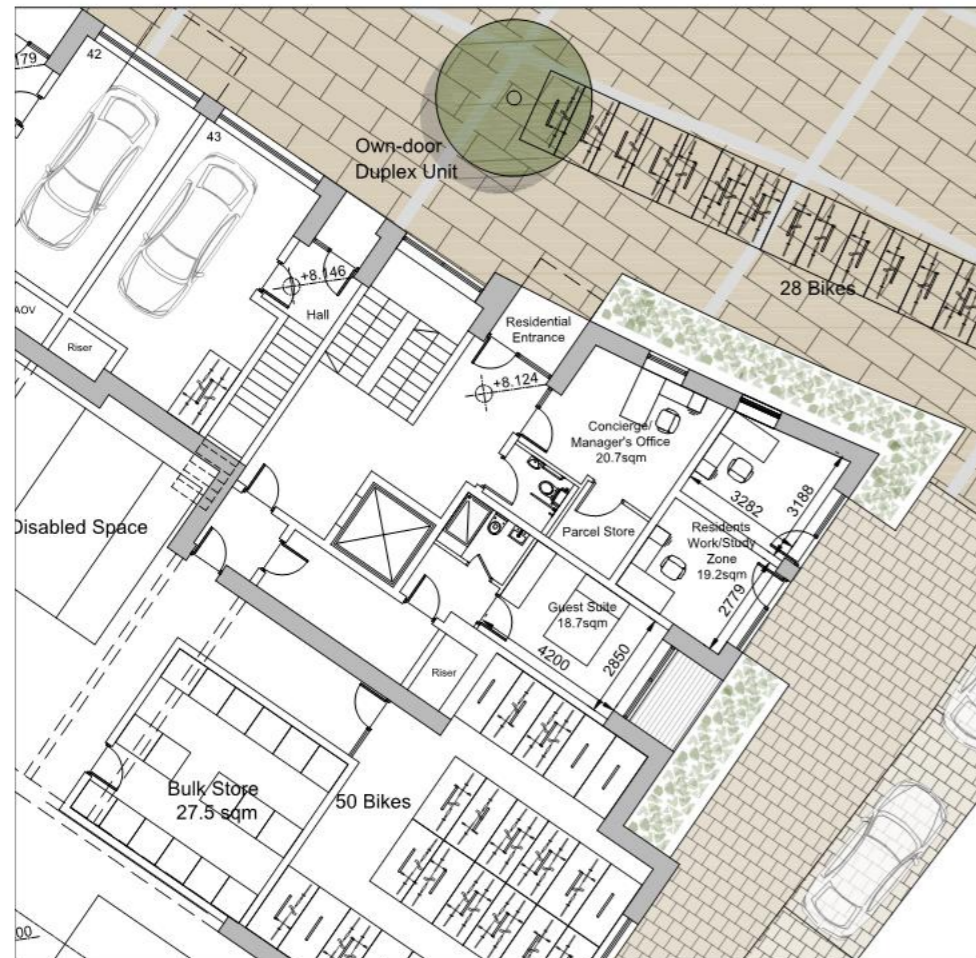 179
42
43
Own-door
Duplex Unit
+8.146
Hall
AOV
Riser
28 Bikes
Residential
Entrance
+8.124
Concierge/
Manager's Office
20.7sqm
Parcel Store
3282
3188
Residents
Work/Study
Zone
19.2sqm
2779
Disabled Space
Guest Suite
18.7sqm
4200
2850
Riser
Bulk Store
27.5 sqm
50 Bikes
00